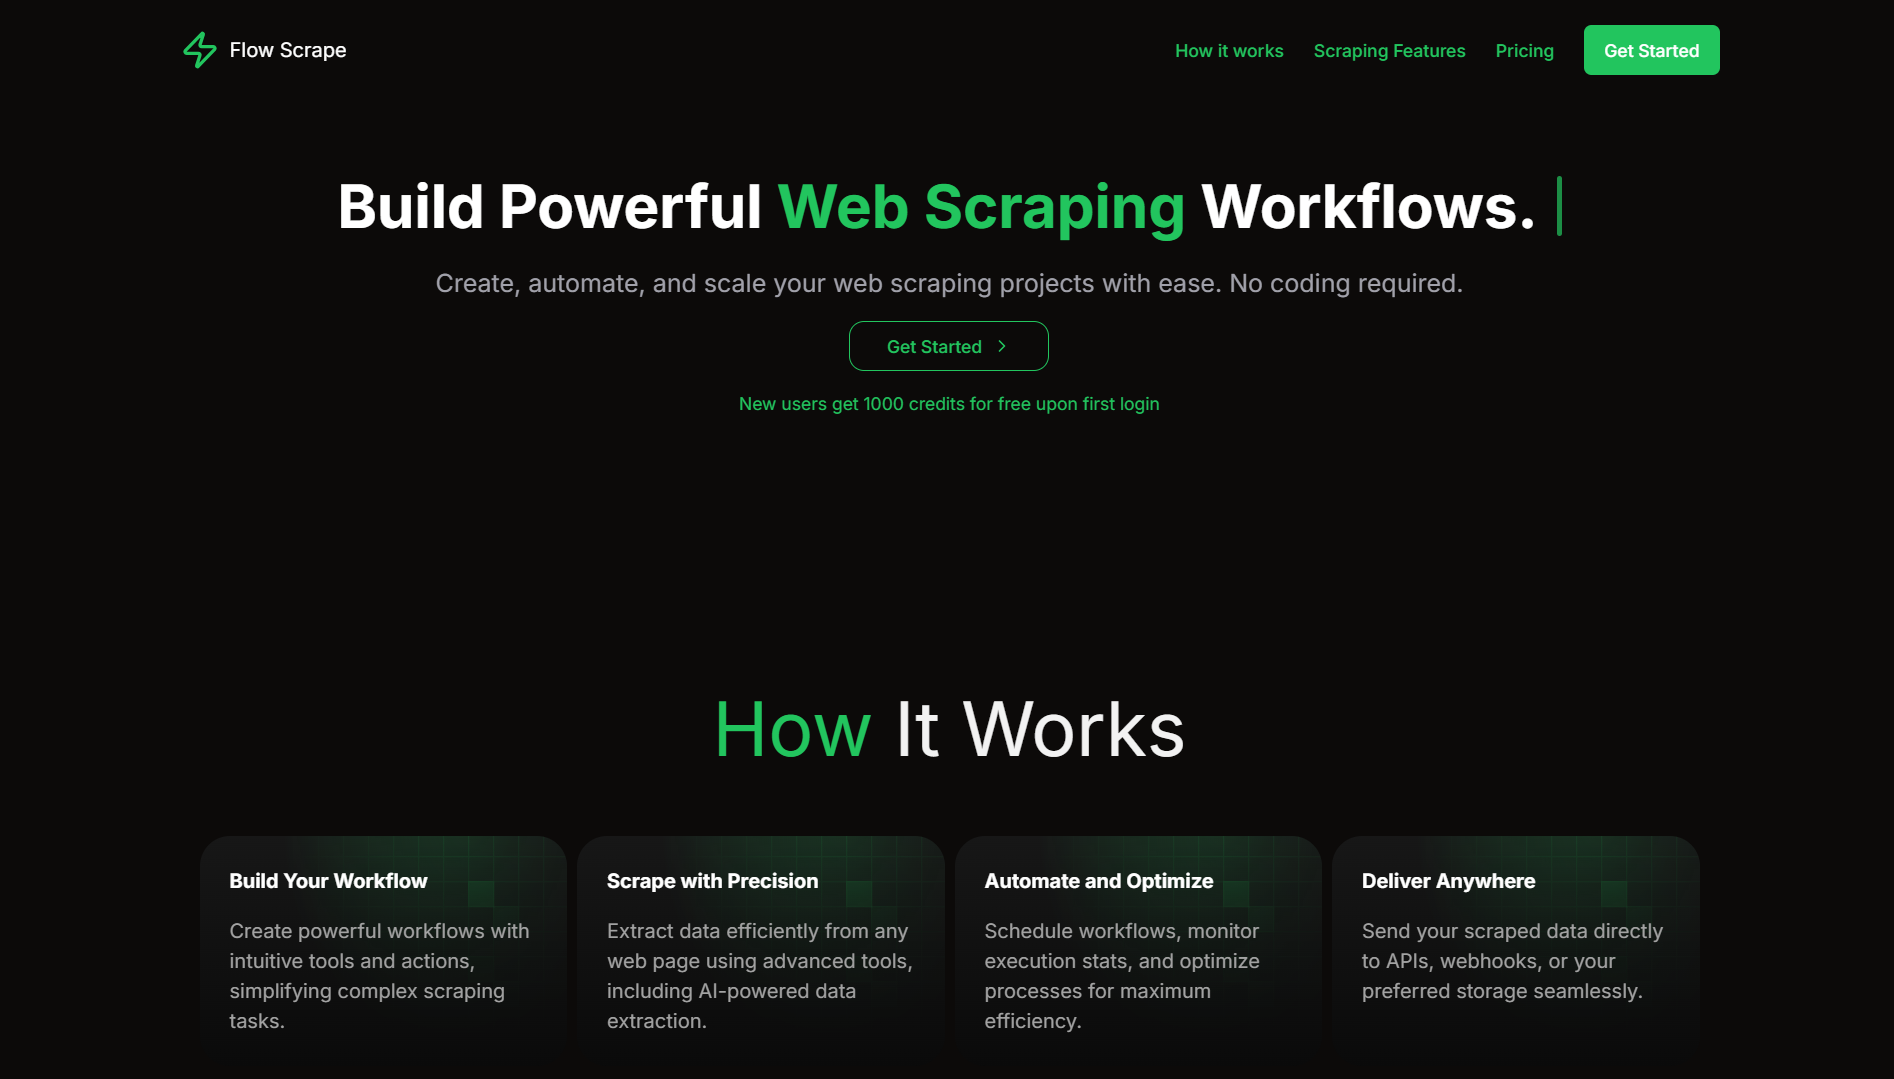 Flow Scrape
How it works
Scraping Features
Pricing
Get Started
Build Powerful Web Scraping Workflows.
Create, automate, and scale your web scraping projects with ease. No coding required.
Get Started
New users get 1000 credits for free upon first login
How It Works
Build Your Workflow
Create powerful workflows with
intuitive tools and actions,
simplifying complex scraping
tasks.
Scrape with Precision
Extract data efficiently from any
web page using advanced tools,
including AI-powered data
extraction.
Automate and Optimize
Schedule workflows, monitor
execution stats, and optimize
processes for maximum
efficiency.
Deliver Anywhere
Send your scraped data directly
to APIs, webhooks, or your
preferred storage seamlessly.